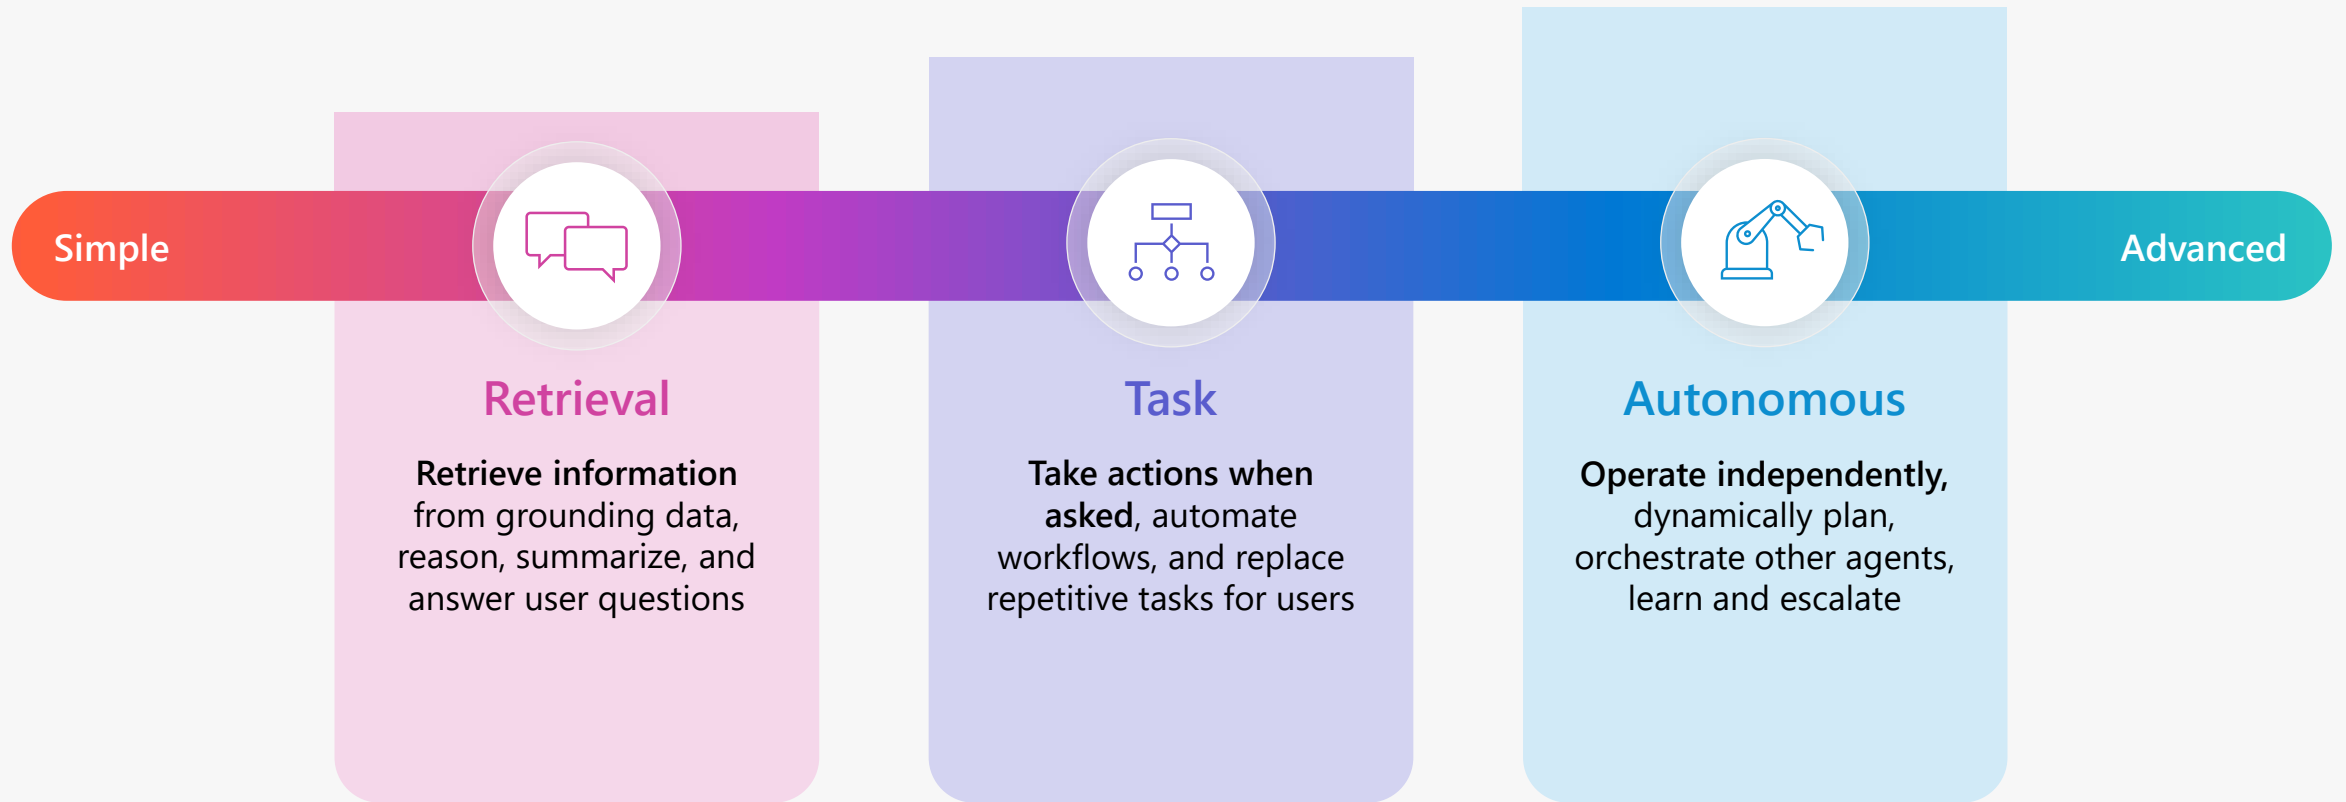 Simple
Advanced
Retrieval
Retrieve information
from grounding data,
reason, summarize, and
answer user questions
Task
Take actions when
asked, automate
workflows, and replace
repetitive tasks for users
Autonomous
Operate independently,
dynamically plan,
orchestrate other agents,
learn and escalate